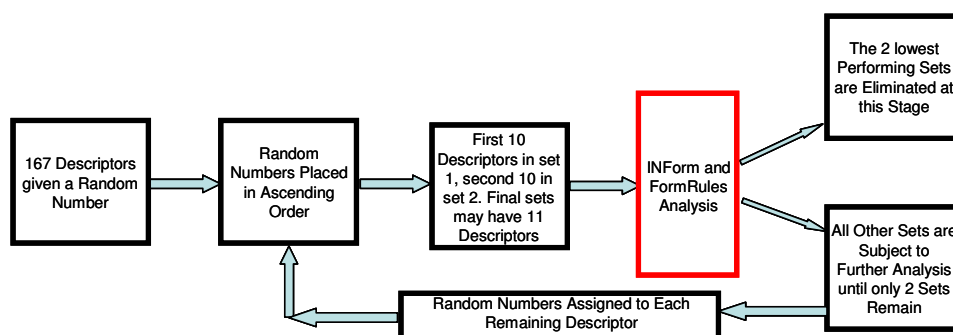 167 Descriptors
given a Random
Number
Random
Numbers Placed
in Ascending
Order
First 10
Descriptors in set
1, second 10 in
set 2. Final sets
may have 11
Descriptors
INForm and
FormRules
Analysis
The 2 lowest
Performing Sets
are Eliminated at
this Stage
All Other Sets are
Subject to
Further Analysis
until only 2 Sets
Remain
Random Numbers Assigned to Each
Remaining Descriptor